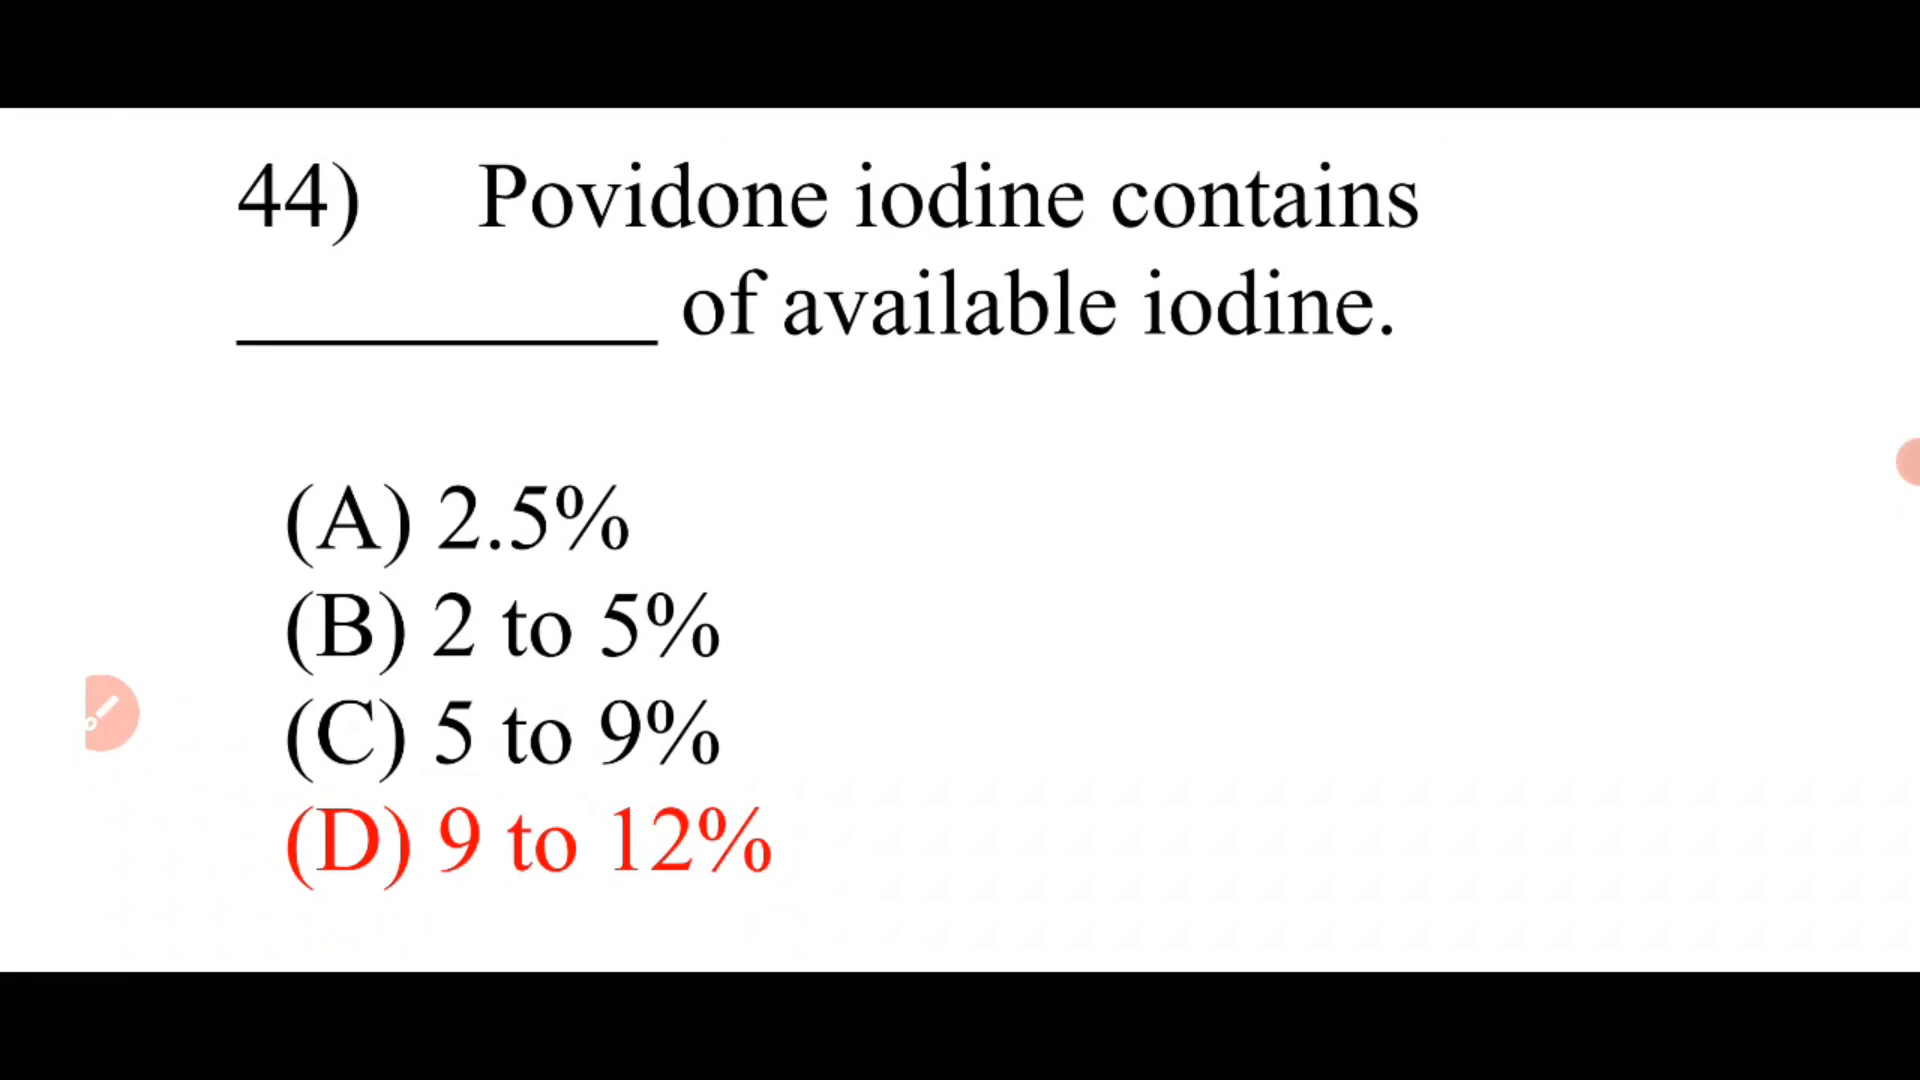 44) Povidone iodine contains
__________ of available iodine.
(A) 2.5%
(B) 2 to 5%
(C) 5 to 9%
(D) 9 to 12%